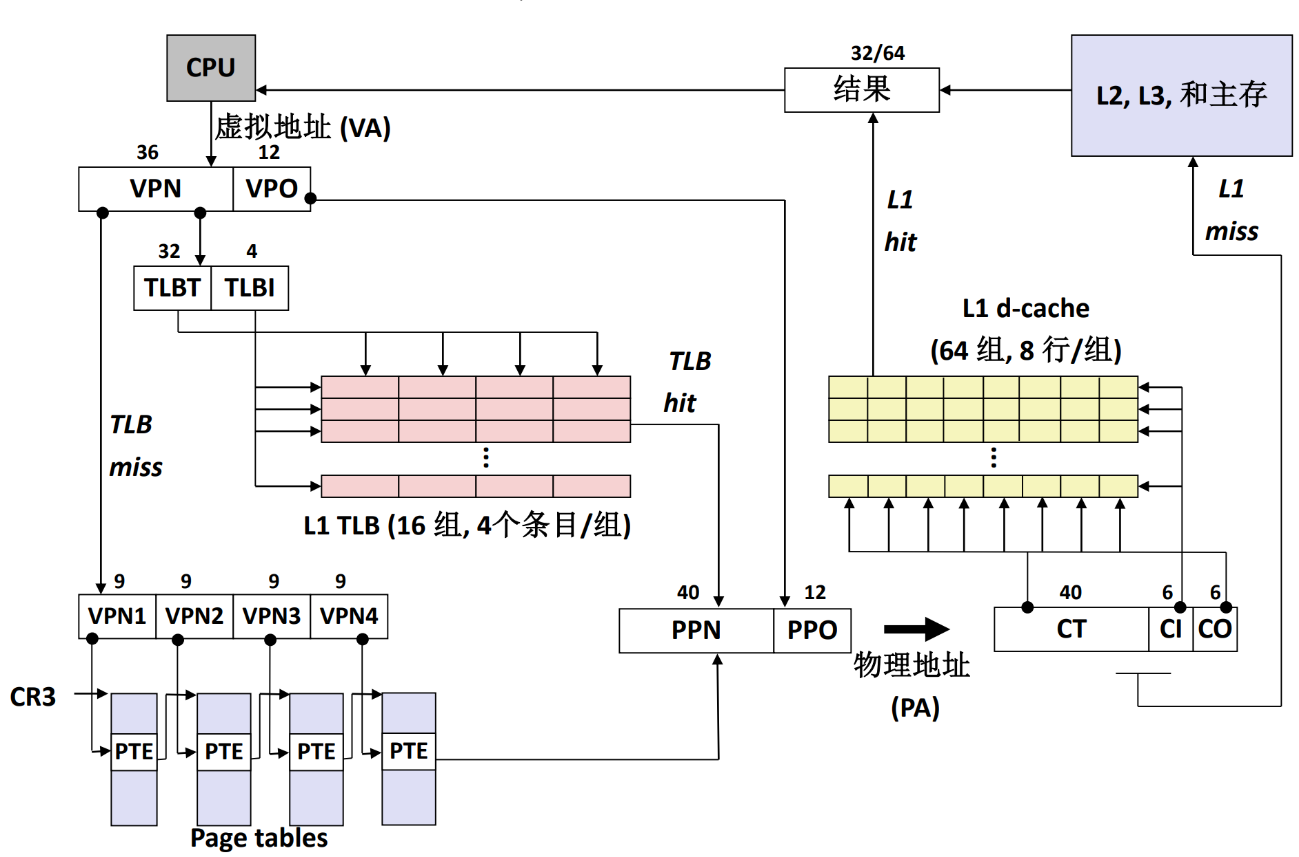 CPU
32/64
结果
L2, L3, 和主存
虚拟地址 (VA)
36 12
VPN VPO
L1
hit
L1
miss
32 4
TLBT TLBI
L1 d-cache
(64 组, 8 行/组)
TLB
hit
TLB
miss
...
...
L1 TLB (16 组, 4个条目/组)
9 9 9 9
VPN1 VPN2 VPN3 VPN4
40 12
PPN PPO
物理地址
(PA)
40 6 6
CT CI CO
CR3
PTE PTE PTE PTE
Page tables